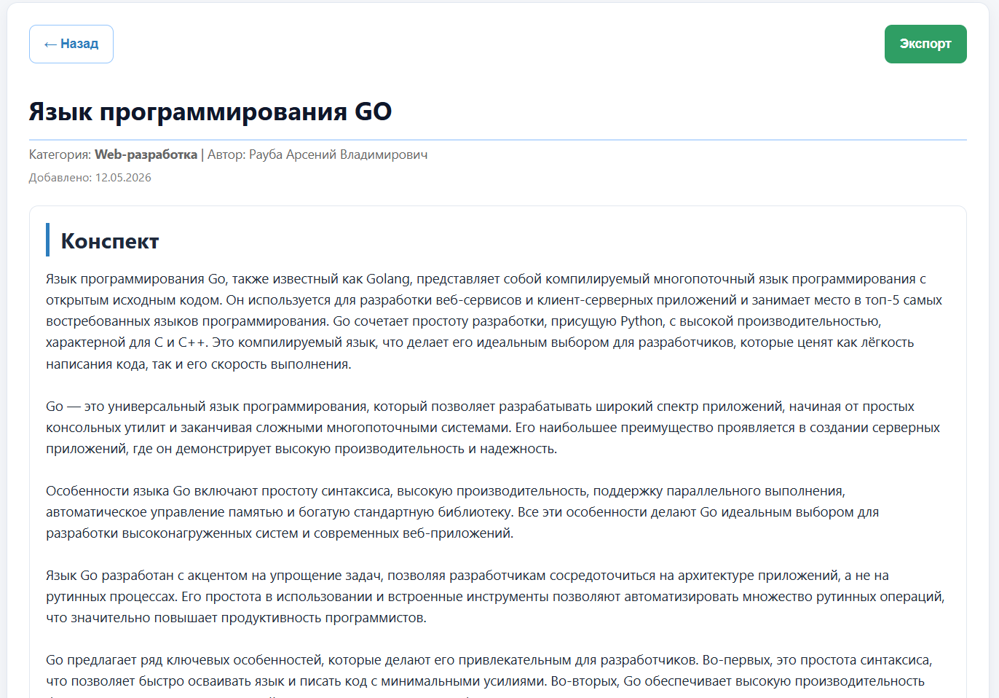 ← Назад
Экспорт
Язык программирования GO
Категория: Web-разработка | Автор: Рауба Арсений Владимирович
Добавлено: 12.05.2026
Конспект
Язык программирования Go, также известный как Golang, представляет собой компилируемый многопоточный язык программирования с
открытым исходным кодом. Он используется для разработки веб-сервисов и клиент-серверных приложений и занимает место в топ-5 самых
востребованных языков программирования. Go сочетает простоту разработки, присущую Python, с высокой производительностью,
характерной для C и C++. Это компилируемый язык, что делает его идеальным выбором для разработчиков, которые ценят как лёгкость
написания кода, так и его скорость выполнения.
Go — это универсальный язык программирования, который позволяет разрабатывать широкий спектр приложений, начиная от простых
консольных утилит и заканчивая сложными многопоточными системами. Его наибольшее преимущество проявляется в создании серверных
приложений, где он демонстрирует высокую производительность и надежность.
Особенности языка Go включают простоту синтаксиса, высокую производительность, поддержку параллельного выполнения,
автоматическое управление памятью и богатую стандартную библиотеку. Все эти особенности делают Go идеальным выбором для
разработки высоконагруженных систем и современных веб-приложений.
Язык Go разработан с акцентом на упрощение задач, позволяя разработчикам сосредоточиться на архитектуре приложений, а не на
рутинных процессах. Его простота в использовании и встроенные инструменты позволяют автоматизировать множество рутинных операций,
что значительно повышает продуктивность программистов.
Go предлагает ряд ключевых особенностей, которые делают его привлекательным для разработчиков. Во-первых, это простота синтаксиса,
что позволяет быстро осваивать язык и писать код с минимальными усилиями. Во-вторых, Go обеспечивает высокую производительность